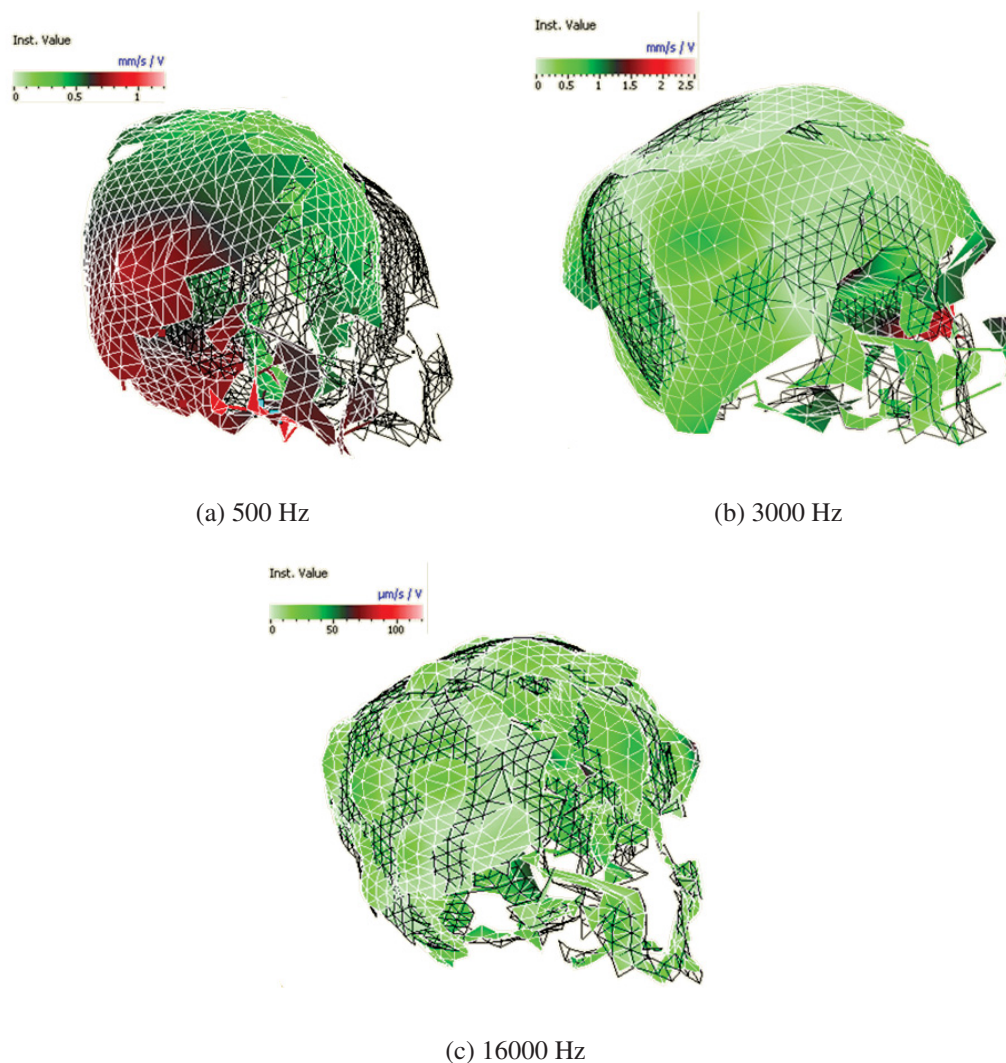 Inst. Value
mm/s / V
0 0.5 1
(a) 500 Hz
Inst. Value
mm/s / V
0 0.5 1 1.5 2 2.5
(b) 3000 Hz
Inst. Value
µm/s / V
0 50 100
(c) 16000 Hz